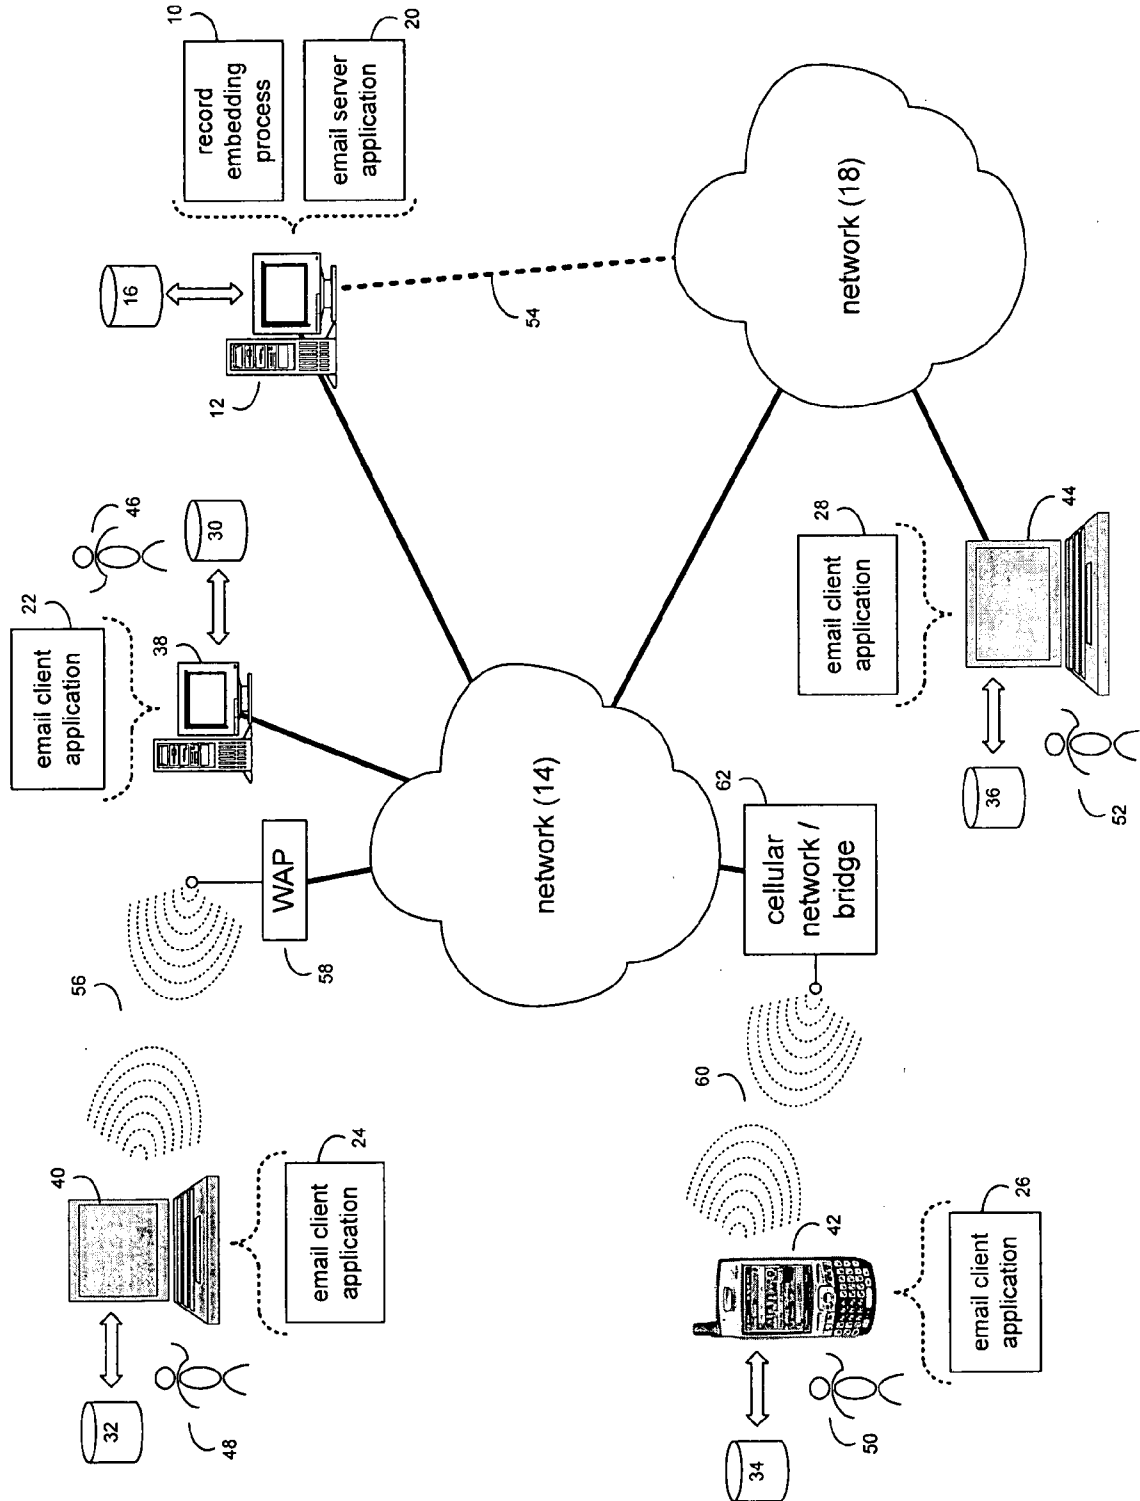 22
email client
application
40
56
38
46
32
30
16
12
10
record
embedding
process
48
24
email client
application
58
WAP
20
email server
application
54
network (14)
34
50
42
60
62
cellular
network /
bridge
28
email client
application
network (18)
26
email client
application
36
52
44